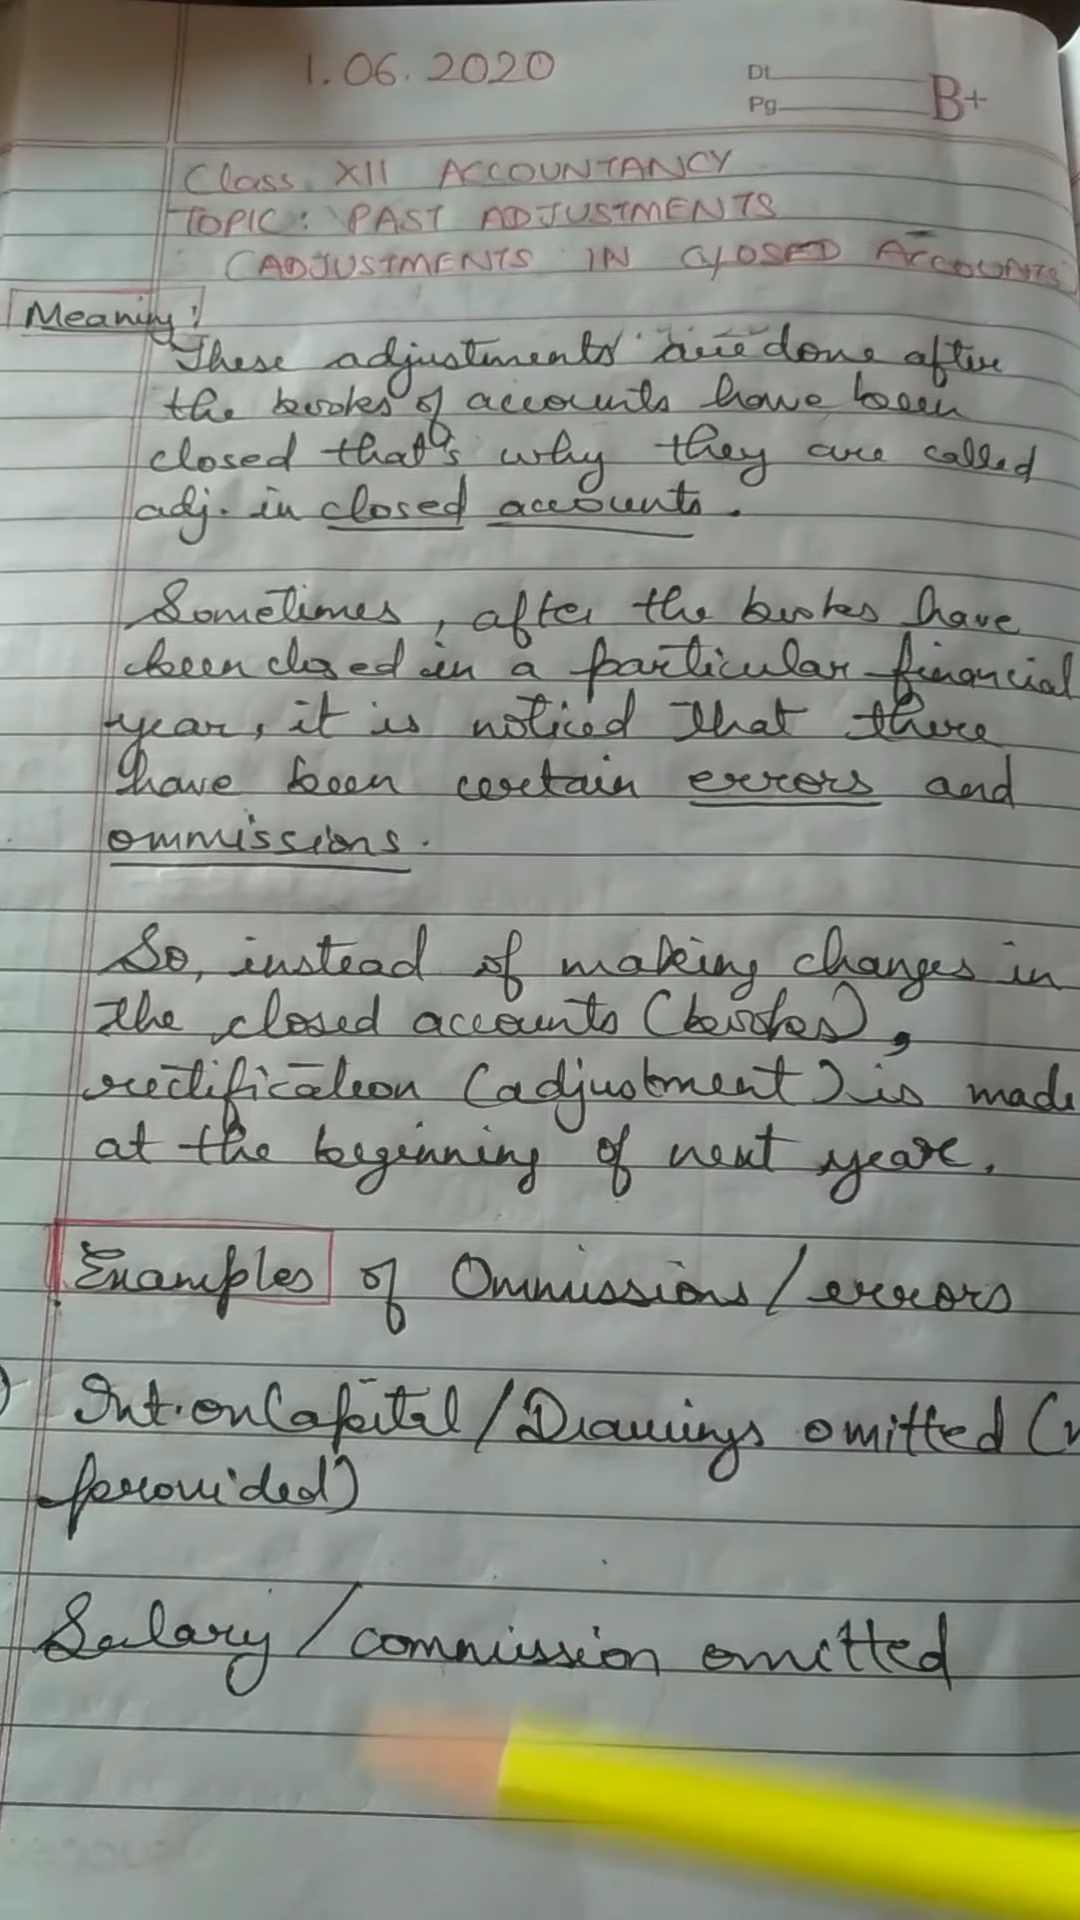 1.06.2020
Dt
Pg
B+
Class XII ACCOUNTANCY
TOPIC: PAST ADJUSTMENTS
(ADJUSTMENTS IN CLOSED ACCOUNTS
Meaning:
These adjustments are done after
the books of accounts have been
closed that's why they are called
adj. in closed accounts.
Sometimes, after the books have
been closed in a particular financial
year, it is noticed that there
have been certain errors and
ommissions.
So, instead of making changes in
the closed accounts (books),
rectification (adjustment) is made
at the beginning of next year.
Examples of Ommissions/errors
Int. on Capital/Drawings omitted (
provided)
Salary/commission omitted